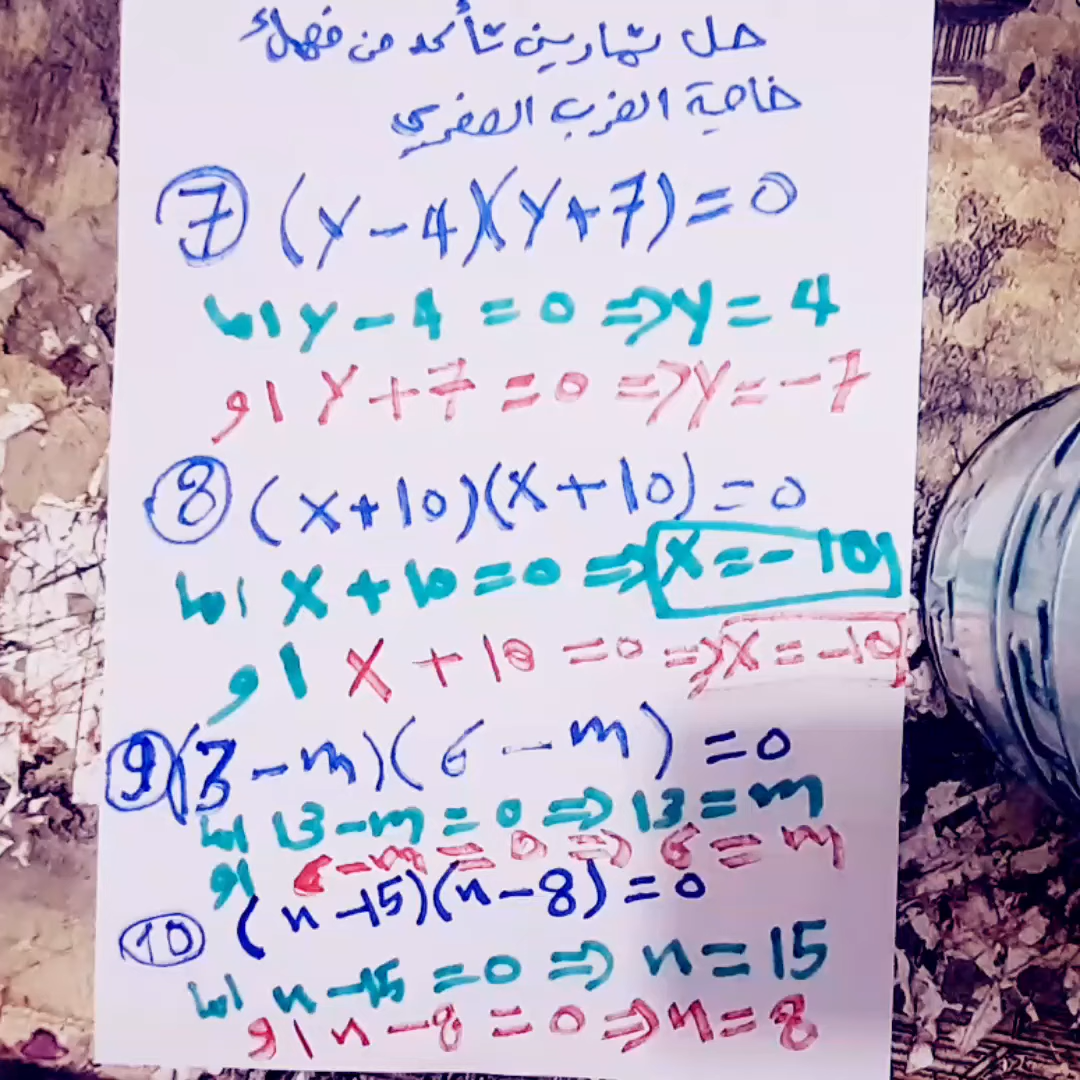 حل تمارين تأكد من فهمك
خاصية الضرب الصفري
7 (y-4)(y+7)=0
اما y-4=0⇒y=4
او y+7=0⇒y=-7
8 (x+10)(x+10)=0
اما x+10=0⇒x=-10
او x+10=0⇒x=-10
9 (3-m)(6-m)=0
اما 13-m=0⇒13=m
او 6-m=0⇒6=m
10 (n-15)(n-8)=0
اما n-15=0⇒n=15
او n-8=0⇒n=8